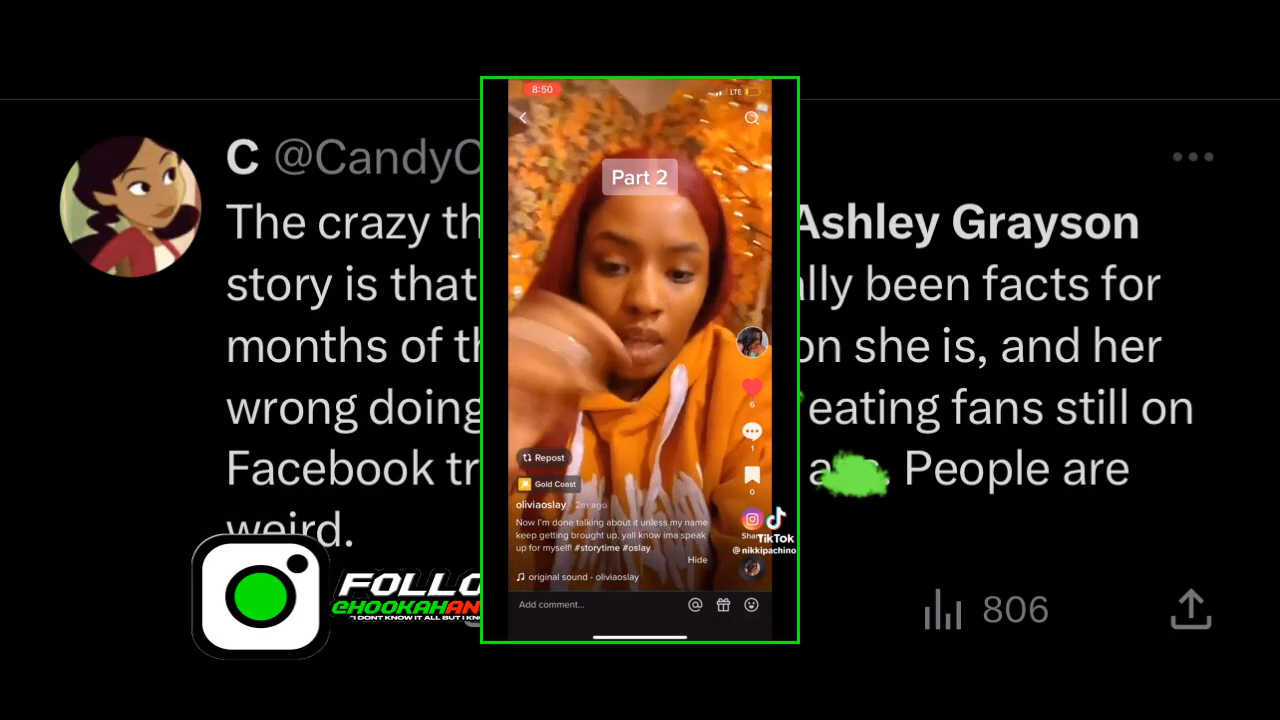 C @CandyC
The crazy th
Ashley Grayson
story is that
ally been facts for
months of th
on she is, and her
wrong doing
eating fans still on
Facebook tr
People are
weird.
FOLLO
@HOOKAHAN
"I DONT KNOW IT ALL BUT I KN
806
8:50
LTE
Part 2
Repost
Gold Coast
oliviaoslay · 2m ago
Now I'm done talking about it unless my name
keep getting brought up, yall know ima speak
up for myself! #storytime #oslay
Hide
original sound - oliviaoslay
6
1
0
Shar
TikTok
@nikkipachino
Add comment...